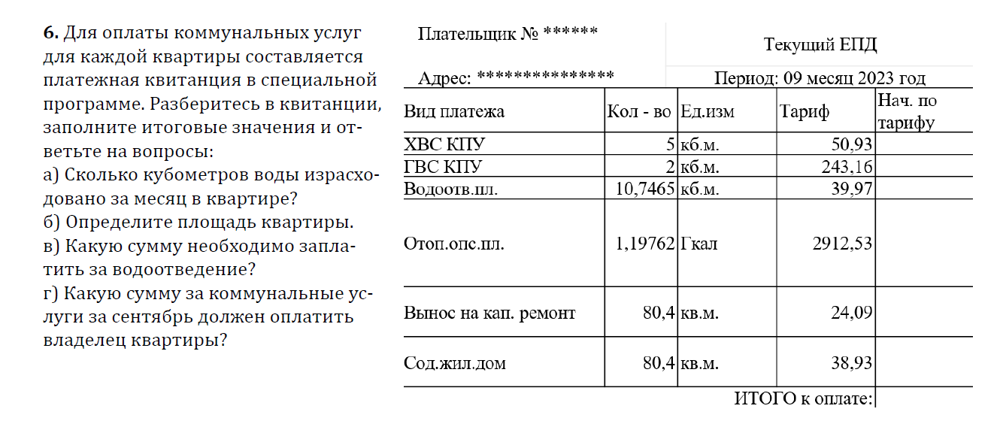 6. Для оплаты коммунальных услуг
для каждой квартиры составляется
платежная квитанция в специальной
программе. Разберитесь в квитанции,
заполните итоговые значения и от-
ветьте на вопросы:
а) Сколько кубометров воды израсхо-
довано за месяц в квартире?
б) Определите площадь квартиры.
в) Какую сумму необходимо запла-
тить за водоотведение?
г) Какую сумму за коммунальные ус-
луги за сентябрь должен оплатить
владелец квартиры?
Плательщик № ******
Текущий ЕПД
Адрес: ***************
Период: 09 месяц 2023 год
Вид платежа Кол - во Ед.изм Тариф Нач. по
тарифу
ХВС КПУ 5 кб.м. 50,93
ГВС КПУ 2 кб.м. 243,16
Водоотв.пл. 10,7465 кб.м. 39,97
Отоп.опс.пл. 1,19762 Гкал 2912,53
Вынос на кап. ремонт 80,4 кв.м. 24,09
Сод.жил.дом 80,4 кв.м. 38,93
ИТОГО к оплате: